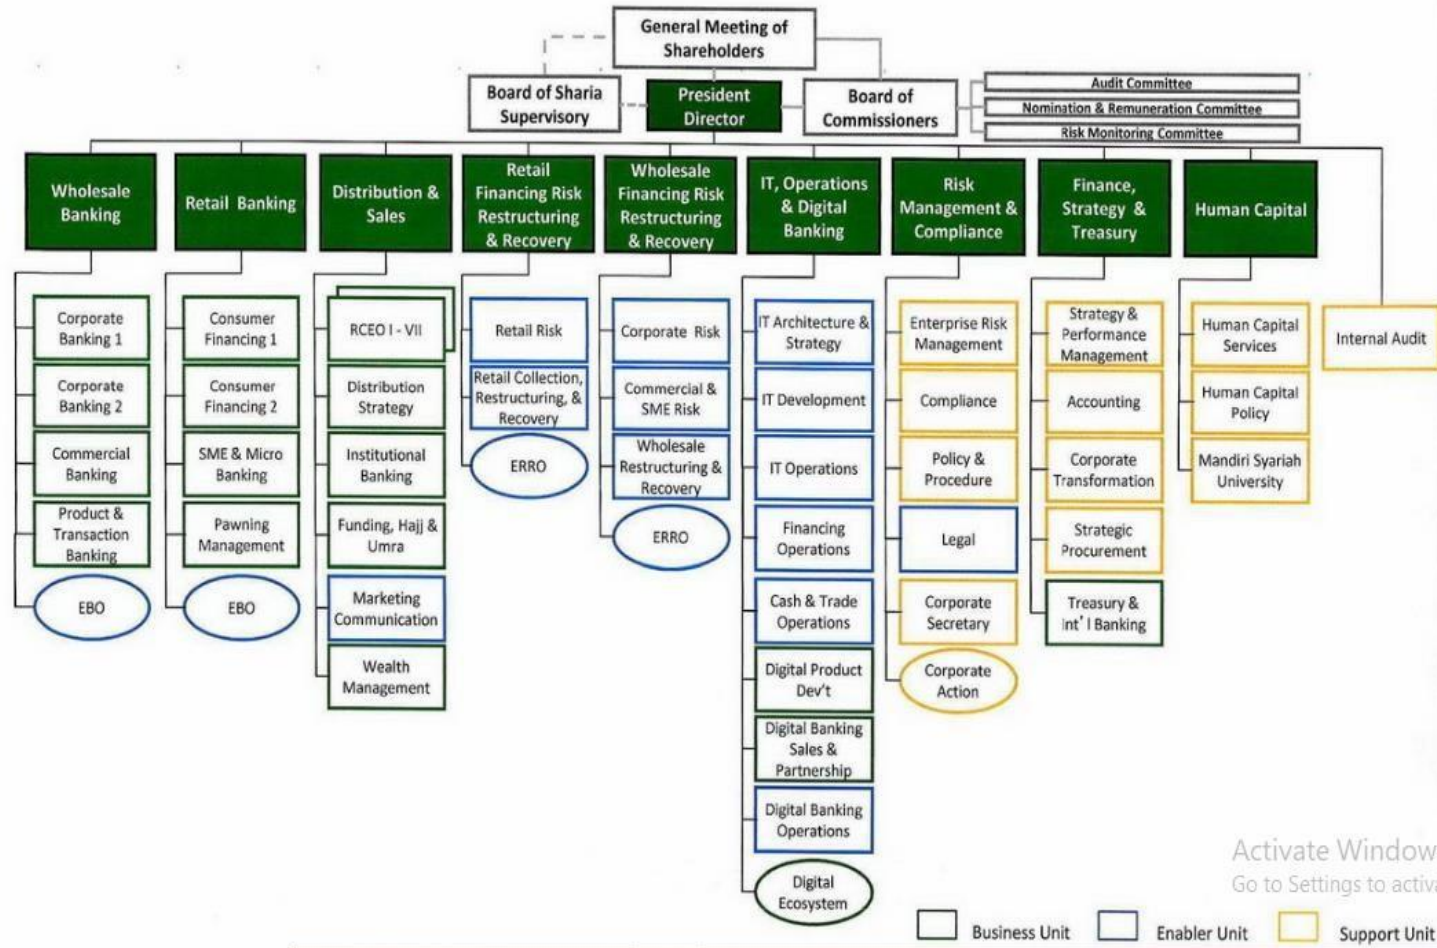 General Meeting of
Shareholders
Board of Sharia
Supervisory
President
Director
Board of
Commissioners
Audit Committee
Nomination & Remuneration Committee
Risk Monitoring Committee
Wholesale
Banking
Retail Banking
Distribution &
Sales
Retail
Financing Risk
Restructuring
& Recovery
Wholesale
Financing Risk
Restructuring
& Recovery
IT, Operations
& Digital
Banking
Risk
Management &
Compliance
Finance,
Strategy &
Treasury
Human Capital
Corporate
Banking 1
Corporate
Banking 2
Commercial
Banking
Product &
Transaction
Banking
EBO
Consumer
Financing 1
Consumer
Financing 2
SME & Micro
Banking
Pawning
Management
EBO
RCEO I - VII
Distribution
Strategy
Institutional
Banking
Funding, Hajj &
Umra
Marketing
Communication
Wealth
Management
Retail Risk
Retail Collection,
Restructuring, &
Recovery
ERRO
Corporate Risk
Commercial &
SME Risk
Wholesale
Restructuring &
Recovery
ERRO
IT Architecture &
Strategy
IT Development
IT Operations
Financing
Operations
Cash & Trade
Operations
Digital Product
Dev't
Digital Banking
Sales &
Partnership
Digital Banking
Operations
Digital
Ecosystem
Enterprise Risk
Management
Compliance
Policy &
Procedure
Legal
Corporate
Secretary
Corporate
Action
Strategy &
Performance
Management
Accounting
Corporate
Transformation
Strategic
Procurement
Treasury &
Int' l Banking
Human Capital
Services
Human Capital
Policy
Mandiri Syariah
University
Internal Audit
Activate Window
Go to Settings to activa
Business Unit
Enabler Unit
Support Unit